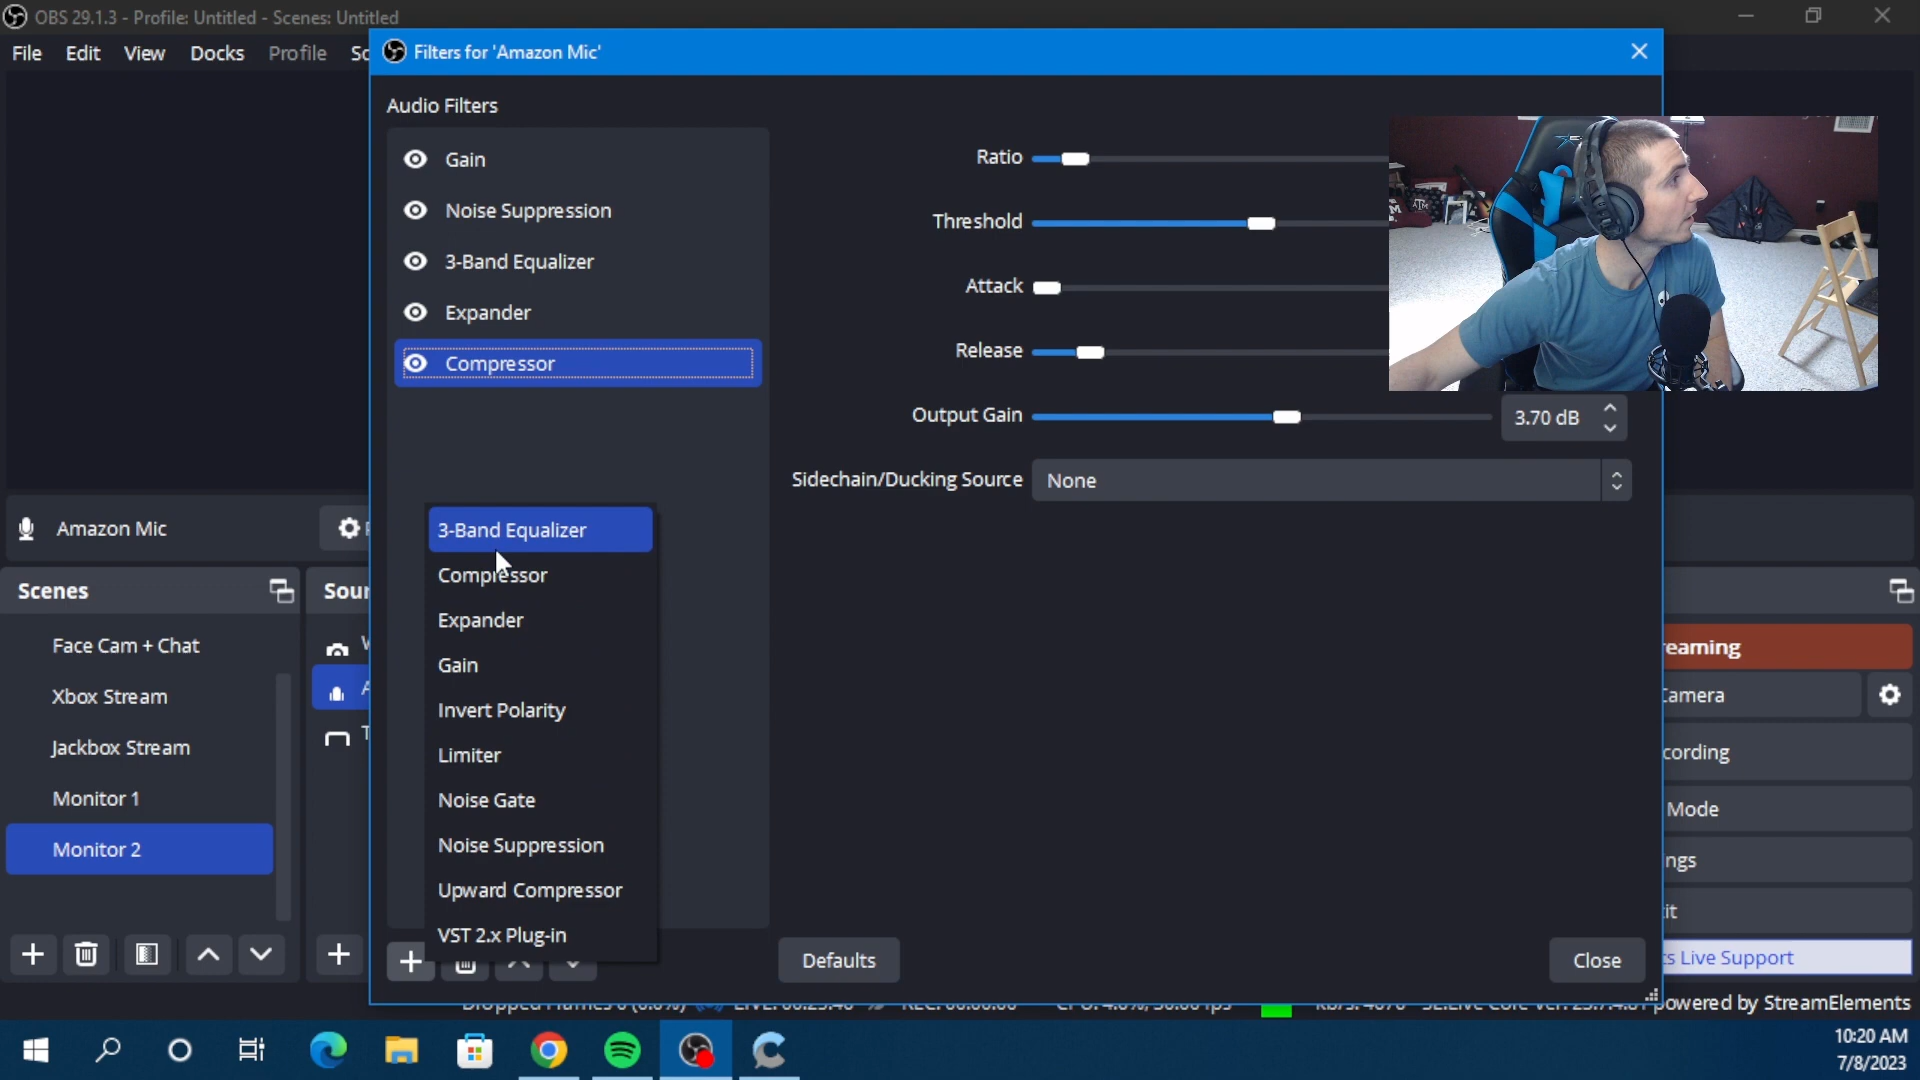 OBS 29.1.3 - Profile: Untitled - Scenes: Untitled
File Edit View Docks Profile Sc
Filters for 'Amazon Mic'
Audio Filters
Gain
Noise Suppression
3-Band Equalizer
Expander
Compressor
Ratio
Threshold
Attack
Release
Output Gain
3.70 dB
Sidechain/Ducking Source
None
3-Band Equalizer
Compressor
Expander
Gain
Invert Polarity
Limiter
Noise Gate
Noise Suppression
Upward Compressor
VST 2.x Plug-in
Defaults
Close
Amazon Mic
Scenes
Sour
Face Cam + Chat
Xbox Stream
Jackbox Stream
Monitor 1
Monitor 2
eaming
Camera
cording
Mode
ngs
it
s Live Support
powered by StreamElements
10:20 AM
7/8/2023